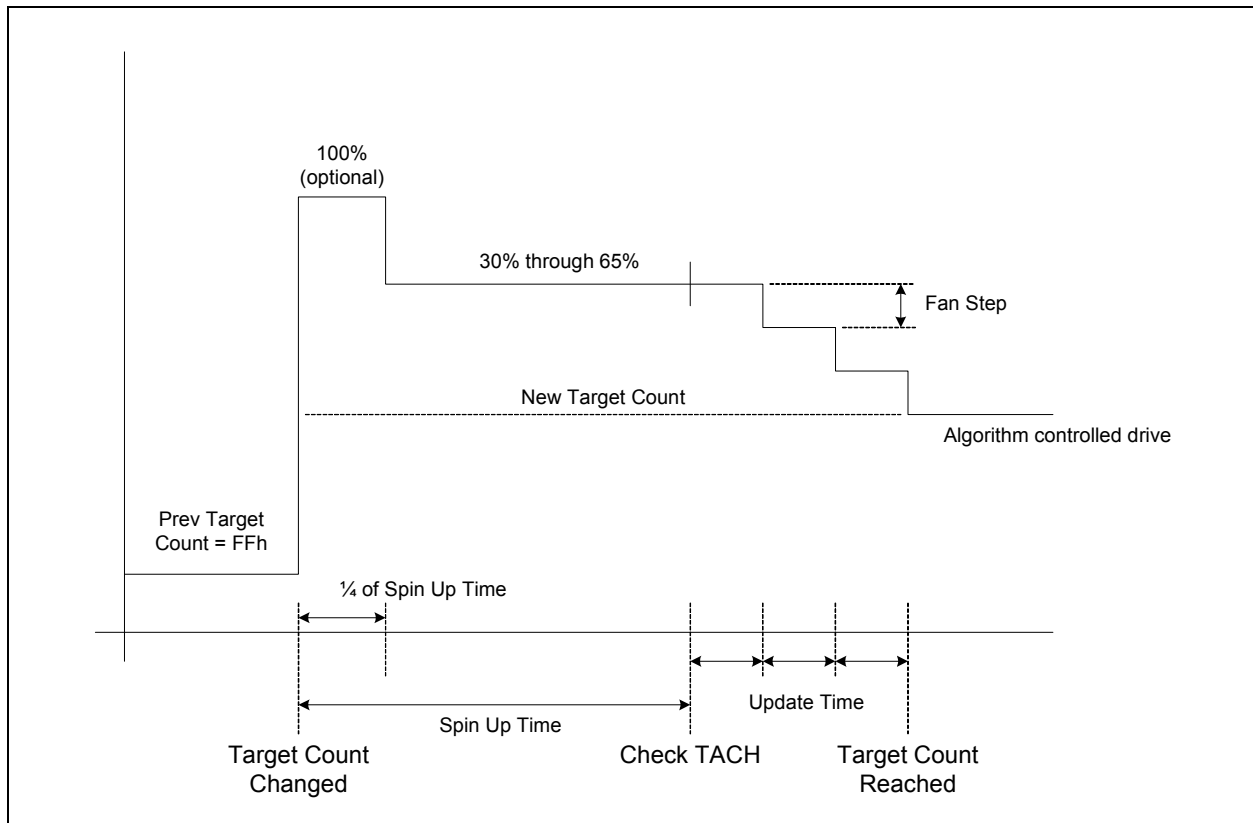 100%
(optional)
30% through 65%
Fan Step
New Target Count
Algorithm controlled drive
Prev Target
Count = FFh
¼ of Spin Up Time
Update Time
Spin Up Time
Target Count
Changed
Check TACH
Target Count
Reached